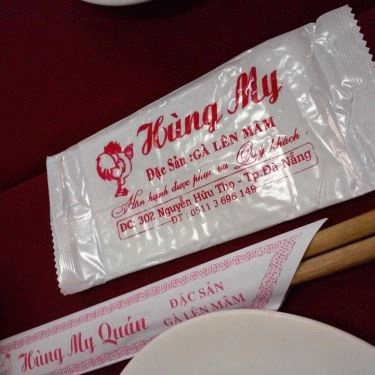 Hùng My
Đặc Sản : GÀ LÊN MÂM
Hân hạnh được phục vụ Quý khách !
ĐC: 302 Nguyễn Hữu Thọ - Tp.Đà Nẵng
ĐT : 0511 3 696 149
Hùng My Quán
ĐẶC SẢN
GÀ LÊN MÂM